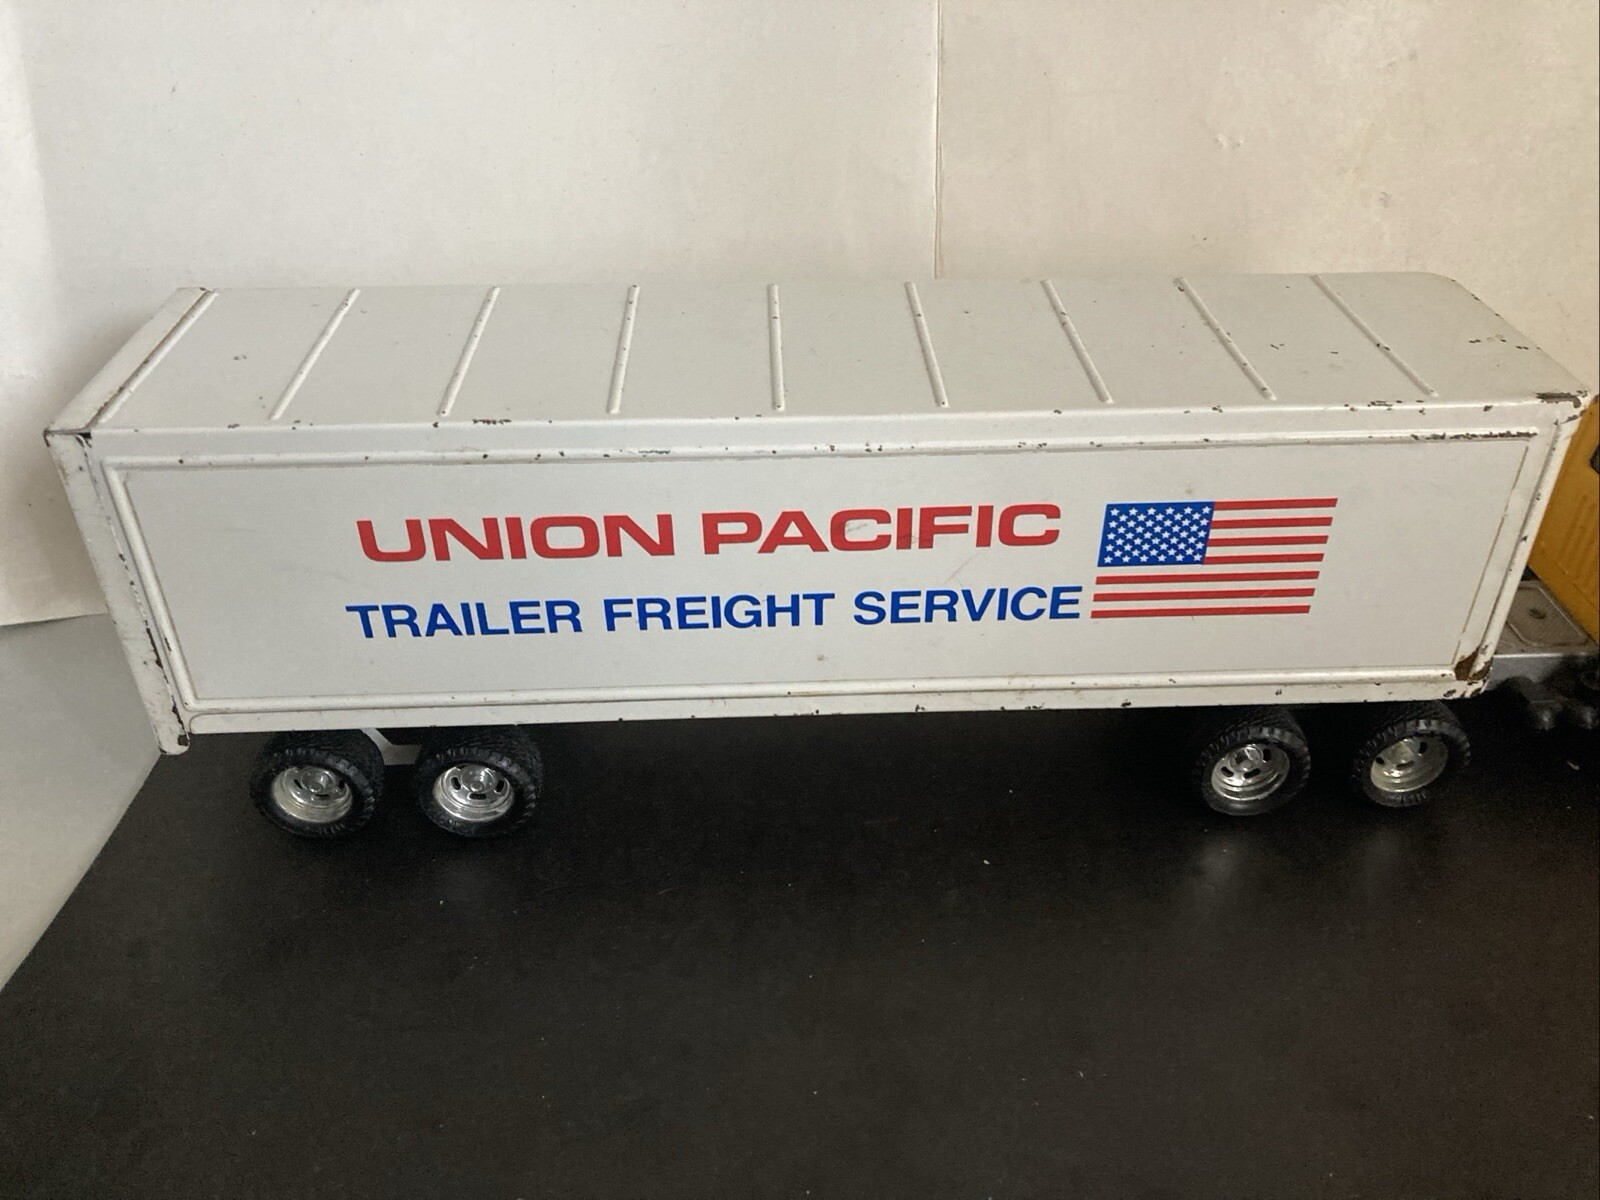 UNION PACIFIC
TRAILER FREIGHT SERVICE